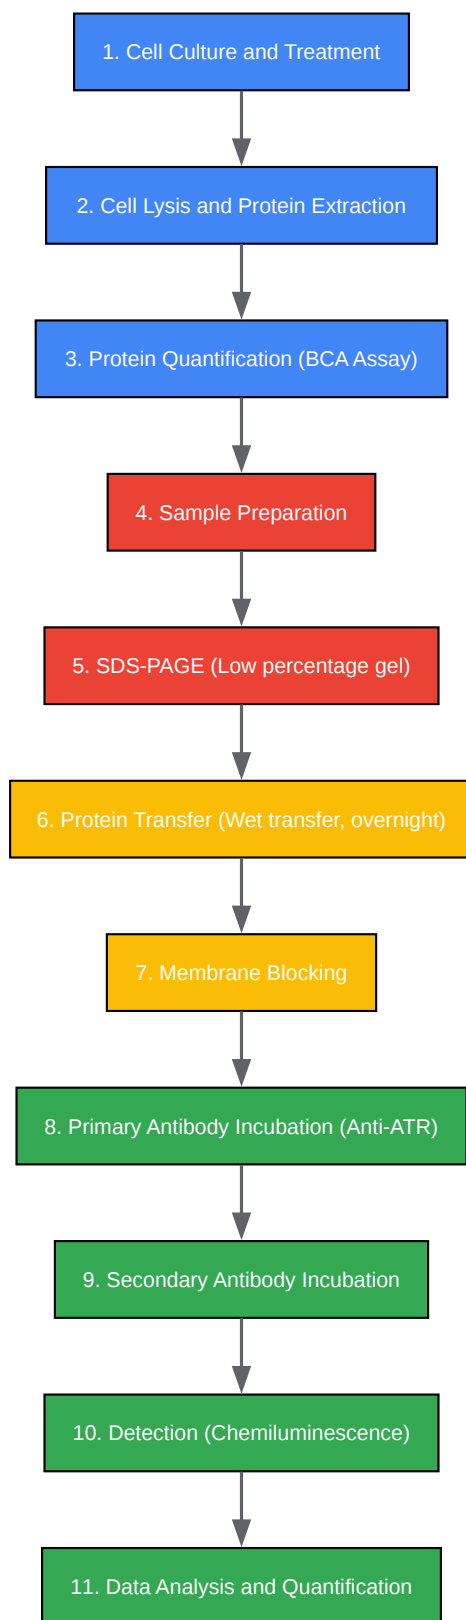 1. Cell Culture and Treatment
2. Cell Lysis and Protein Extraction
3. Protein Quantification (BCA Assay)
4. Sample Preparation
5. SDS-PAGE (Low percentage gel)
6. Protein Transfer (Wet transfer, overnight)
7. Membrane Blocking
8. Primary Antibody Incubation (Anti-ATR)
9. Secondary Antibody Incubation
10. Detection (Chemiluminescence)
11. Data Analysis and Quantification